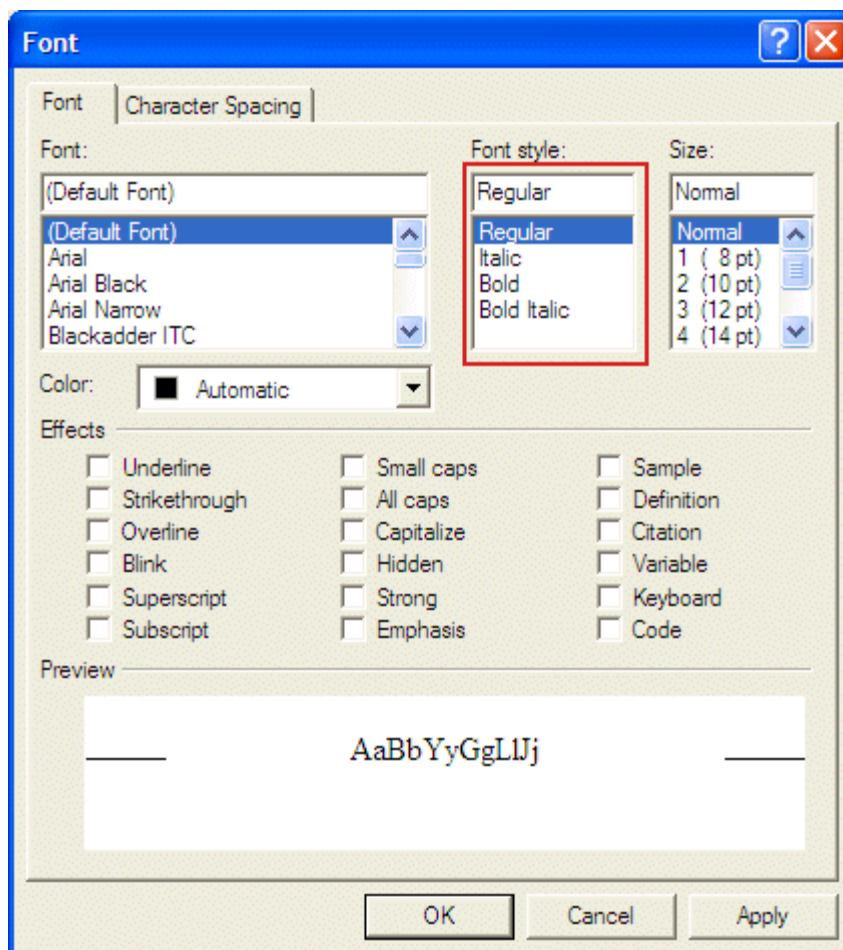 Font
Font Character Spacing
Font: Font style: Size:
(Default Font) Regular Normal
(Default Font) Regular Normal
Arial Italic 1 ( 8 pt)
Arial Black Bold 2 (10 pt)
Arial Narrow Bold Italic 3 (12 pt)
Blackadder ITC 4 (14 pt)
Color: Automatic
Effects
Underline Small caps Sample
Strikethrough All caps Definition
Overline Capitalize Citation
Blink Hidden Variable
Superscript Strong Keyboard
Subscript Emphasis Code
Preview
AaBbYyGgLlJj
OK Cancel Apply